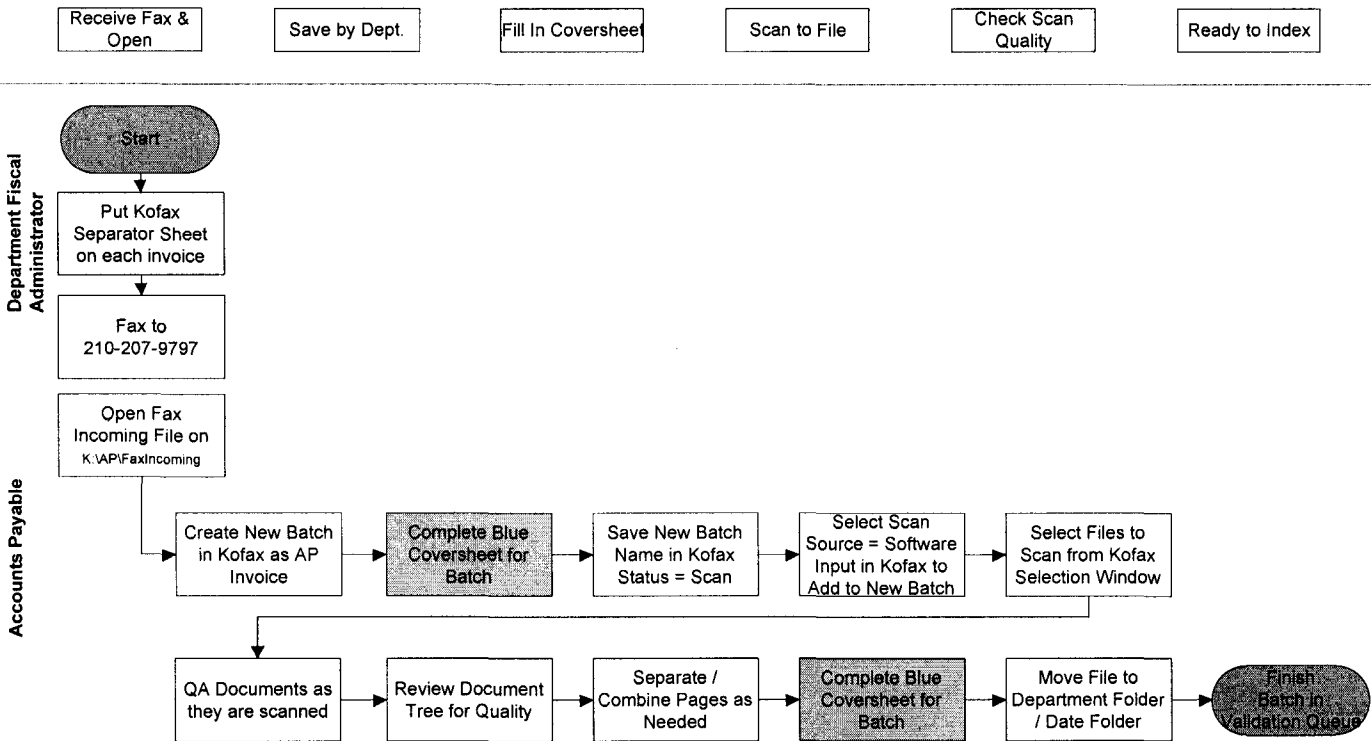 Receive Fax &
Open
Save by Dept.
Fill In Coversheet
Scan to File
Check Scan
Quality
Ready to Index
Department Fiscal
Administrator
Start
Put Kofax
Separator Sheet
on each invoice
Fax to
210-207-9797
Accounts Payable
Open Fax
Incoming File on
K:\AP\FaxIncoming
Create New Batch
in Kofax as AP
Invoice
Complete Blue
Coversheet for
Batch
Save New Batch
Name in Kofax
Status = Scan
Select Scan
Source = Software
Input in Kofax to
Add to New Batch
Select Files to
Scan from Kofax
Selection Window
QA Documents as
they are scanned
Review Document
Tree for Quality
Separate /
Combine Pages as
Needed
Complete Blue
Coversheet for
Batch
Move File to
Department Folder
/ Date Folder
Finish
Batch in
Validation Queue